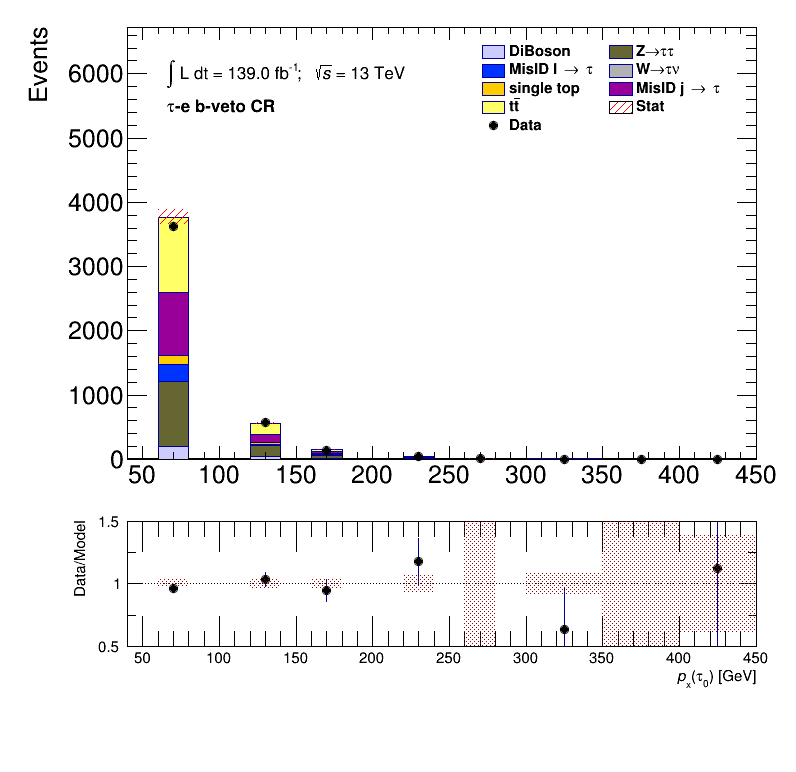 Events
6000
5000
4000
3000
2000
1000
0
∫ L dt = 139.0 fb⁻¹; √s = 13 TeV
τ-e b-veto CR
DiBoson
Z→ττ
MisID l → τ
W→τν
single top
MisID j → τ
tt̄
Stat
Data
50 100 150 200 250 300 350 400 450
Data/Model
1.5
1
0.5
50 100 150 200 250 300 350 400 450
pₓ(τ₀) [GeV]